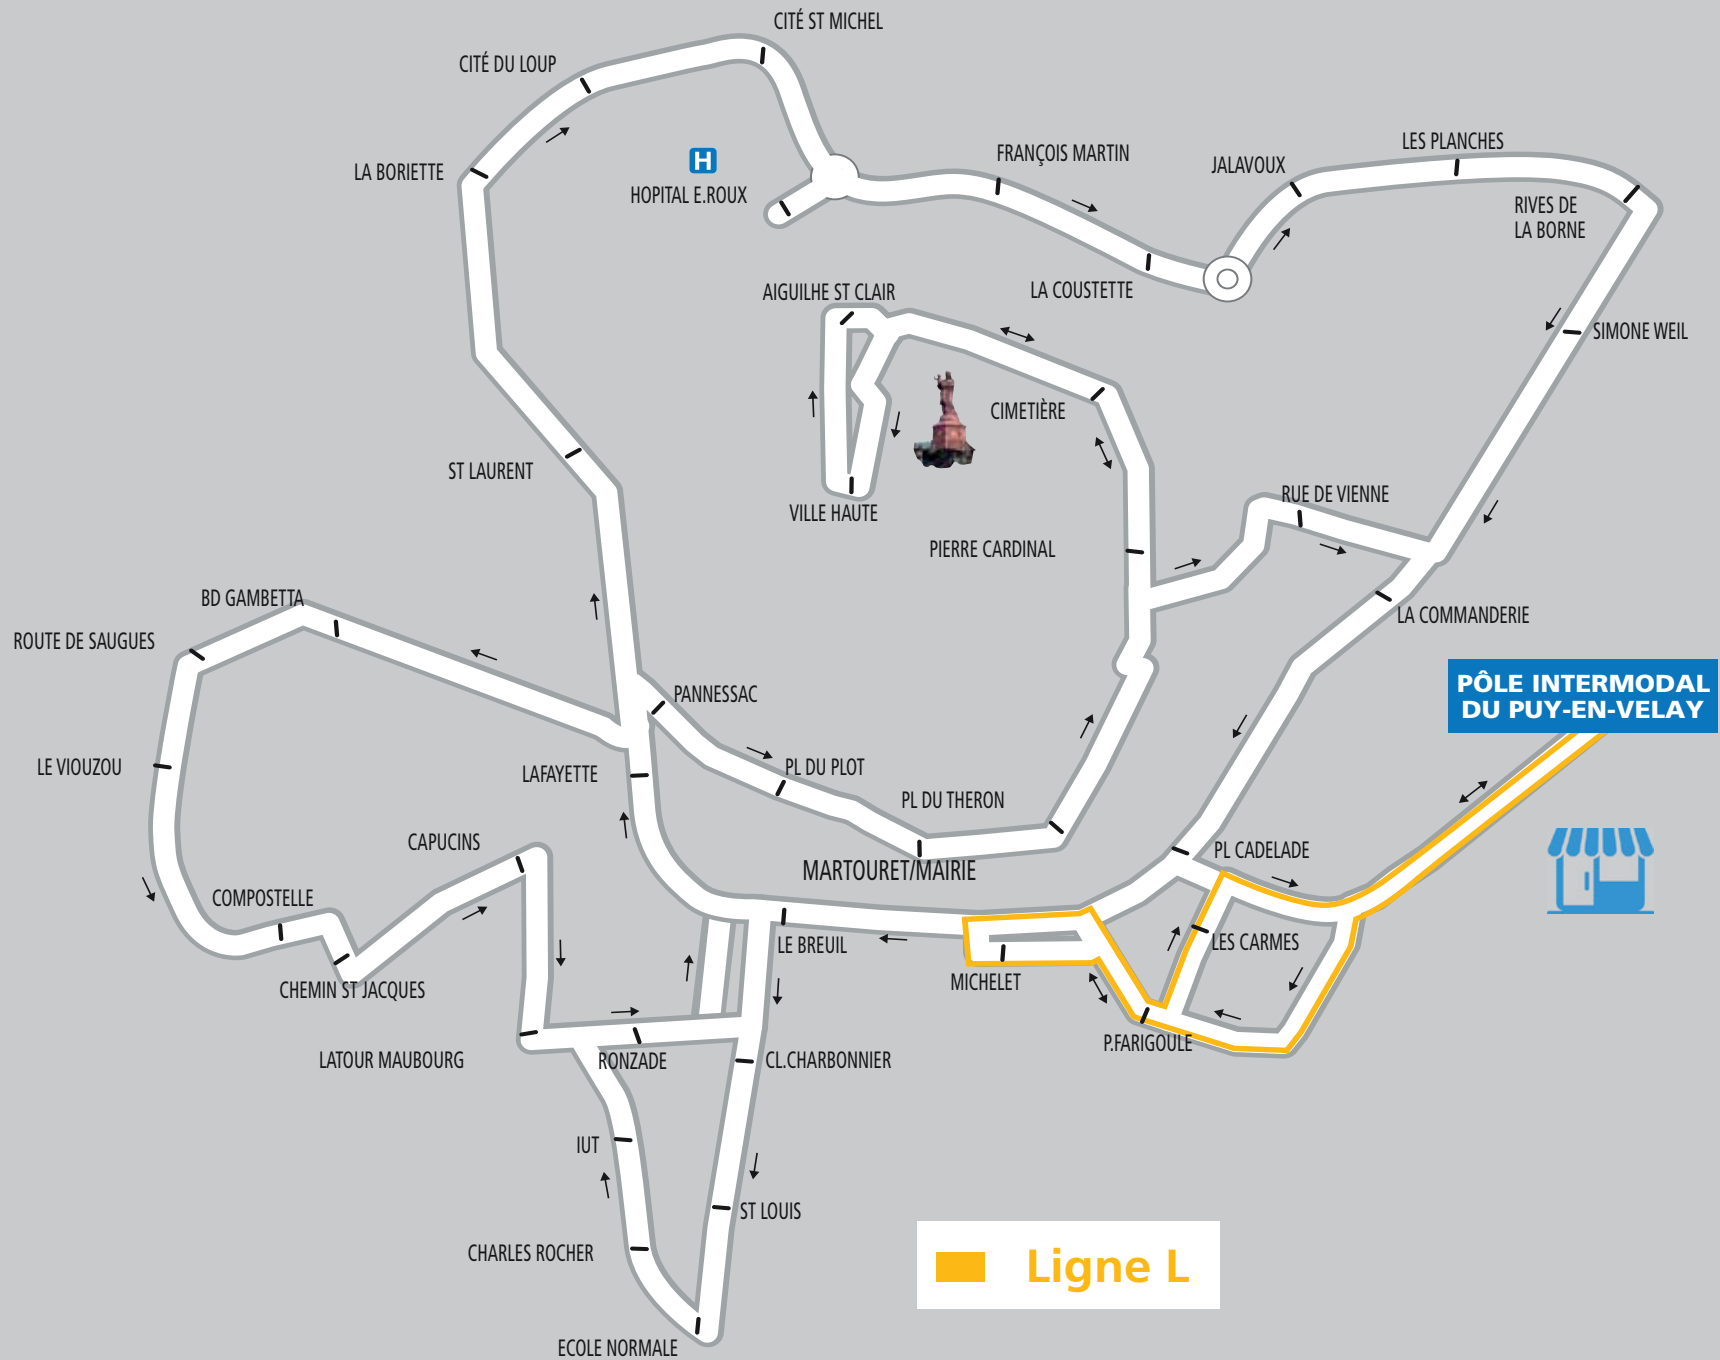 CITÉ ST MICHEL
CITÉ DU LOUP
LES PLANCHES
FRANÇOIS MARTIN
H
JALAVOUX
LA BORIETTE
HOPITAL E.ROUX
RIVES DE
LA BORNE
AIGUILHE ST CLAIR
LA COUSTETTE
SIMONE WEIL
CIMETIÈRE
ST LAURENT
RUE DE VIENNE
VILLE HAUTE
PIERRE CARDINAL
BD GAMBETTA
LA COMMANDERIE
ROUTE DE SAUGUES
PÔLE INTERMODAL
DU PUY-EN-VELAY
PANNESSAC
LE VIOUZOU
LAFAYETTE
PL DU PLOT
PL DU THERON
CAPUCINS
PL CADELADE
MARTOURET/MAIRIE
COMPOSTELLE
LE BREUIL
LES CARMES
MICHELET
CHEMIN ST JACQUES
P.FARIGOULE
LATOUR MAUBOURG
RONZADE
CL.CHARBONNIER
IUT
ST LOUIS
CHARLES ROCHER
Ligne L
ECOLE NORMALE